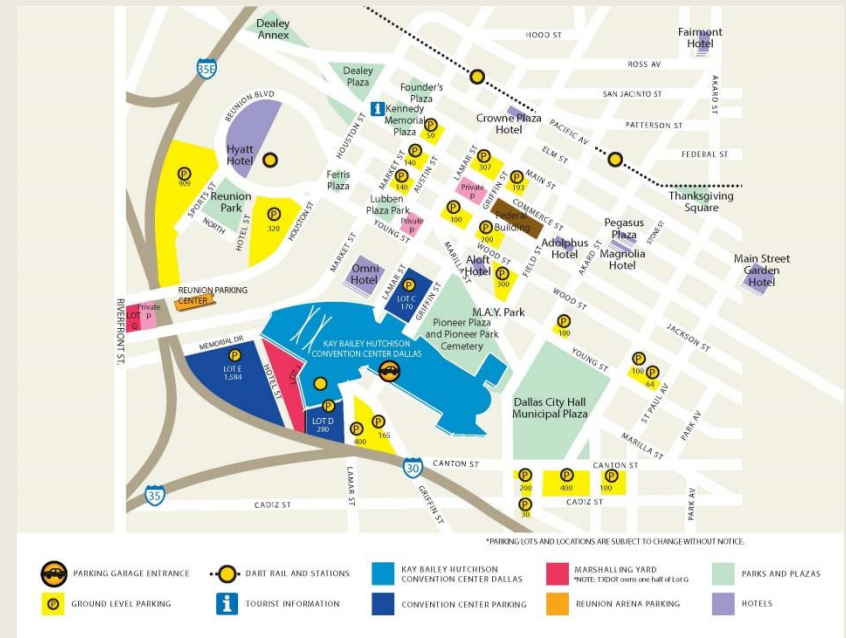 Dealey
Annex
35E
HOOD ST
Fairmont
Hotel
ROSS AV
Dealey
Plaza
Founder's
Plaza
SAN JACINTO ST
AKARD ST
REUNION BLVD
HOUSTON ST
i
Kennedy
Memorial
Plaza
P
50
Crowne Plaza
Hotel
PACIFIC AV
PATTERSON ST
Hyatt
Hotel
P
140
MARKET ST
AUSTIN ST
LAMAR ST
P
307
ELM ST
FEDERAL ST
P
909
SPORTS ST
Ferris
Plaza
P
140
GRIFFIN ST
P
193
MAIN ST
Private
P
Thanksgiving
Square
Reunion
Park
Lubben
Plaza Park
P
100
COMMERCE ST
NORTH
HOTEL ST
P
320
HOUSTON ST
YOUNG ST
Private
P
Federal
Building
P
200
WOOD ST
Pegasus
Plaza
STONE ST
Adolphus
Hotel
AKARD ST
Magnolia
Hotel
MARKET ST
MARILLA ST
Aloft
Hotel
FIELD ST
Main Street
Garden
Hotel
Omni
Hotel
LAMAR ST
P
LOT C
170
GRIFFIN ST
P
300
WOOD ST
REUNION PARKING
CENTER
RIVERFRONT ST.
LOT
G
Private
P
M.A.Y. Park
Pioneer Plaza
and Pioneer Park
Cemetery
P
100
JACKSON ST
MEMORIAL DR
KAY BAILEY HUTCHISON
CONVENTION CENTER DALLAS
YOUNG ST
P
LOT E
1,584
HOTEL ST
P
100
P
64
ST PAUL AV
Dallas City Hall
Municipal Plaza
P
LOT D
280
P
400
P
165
MARILLA ST
PARK AV
30
CANTON ST
CANTON ST
35
CADIZ ST
LAMAR ST
GRIFFIN ST
P
200
P
400
P
100
P
30
CADIZ ST
PARK AV
*PARKING LOTS AND LOCATIONS ARE SUBJECT TO CHANGE WITHOUT NOTICE.
PARKING GARAGE ENTRANCE
DART RAIL AND STATIONS
KAY BAILEY HUTCHISON
CONVENTION CENTER DALLAS
MARSHALLING YARD
*NOTE: TXDOT owns one half of Lot G
PARKS AND PLAZAS
P
GROUND LEVEL PARKING
i
TOURIST INFORMATION
CONVENTION CENTER PARKING
REUNION ARENA PARKING
HOTELS